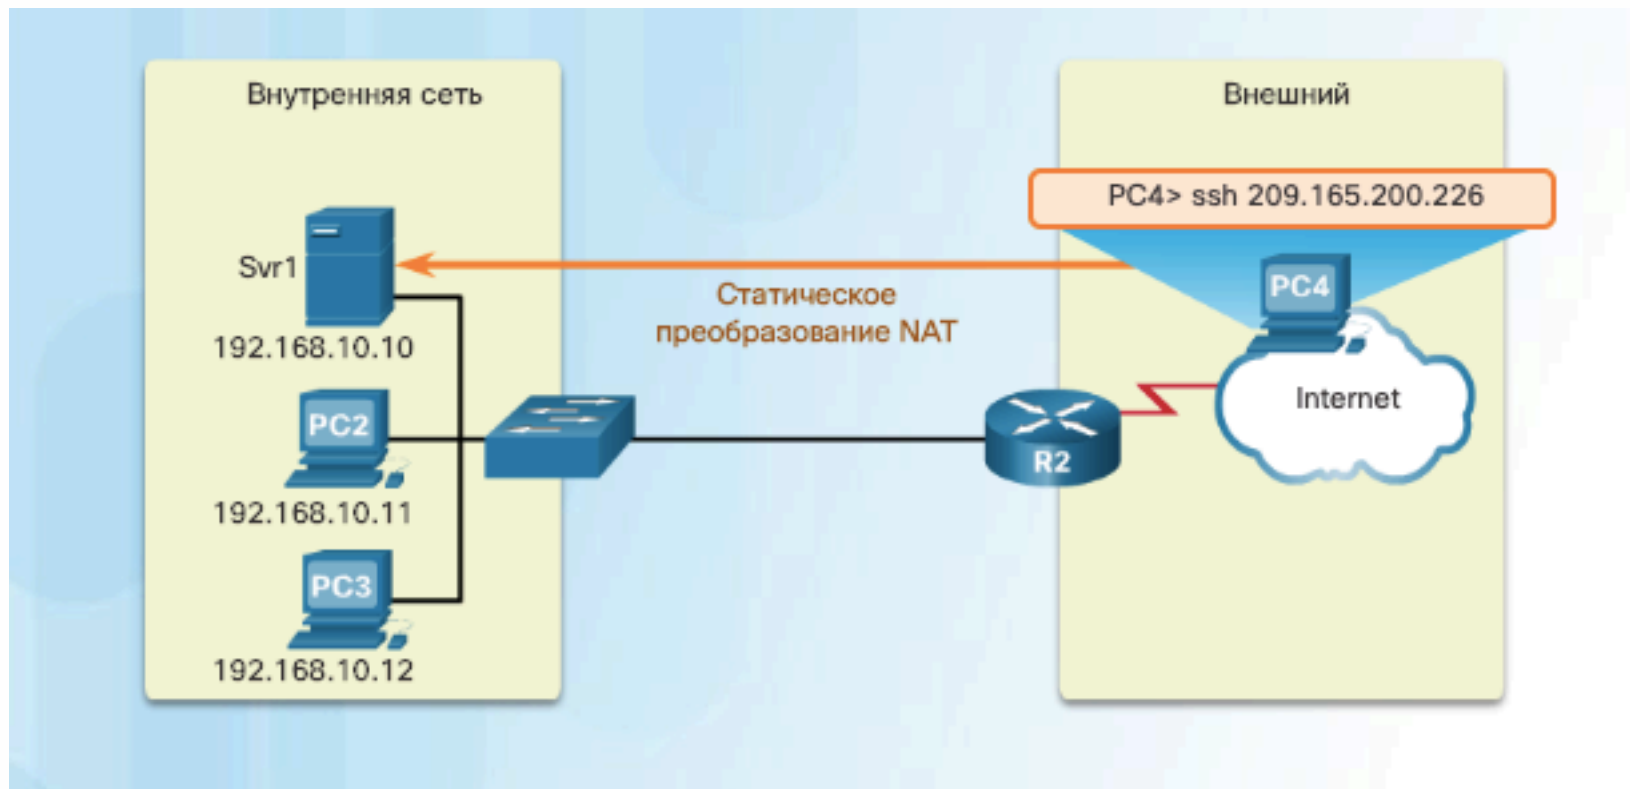 Внутренняя сеть
Внешний
PC4> ssh 209.165.200.226
Svr1
PC4
Статическое
преобразование NAT
192.168.10.10
Internet
PC2
R2
192.168.10.11
PC3
192.168.10.12